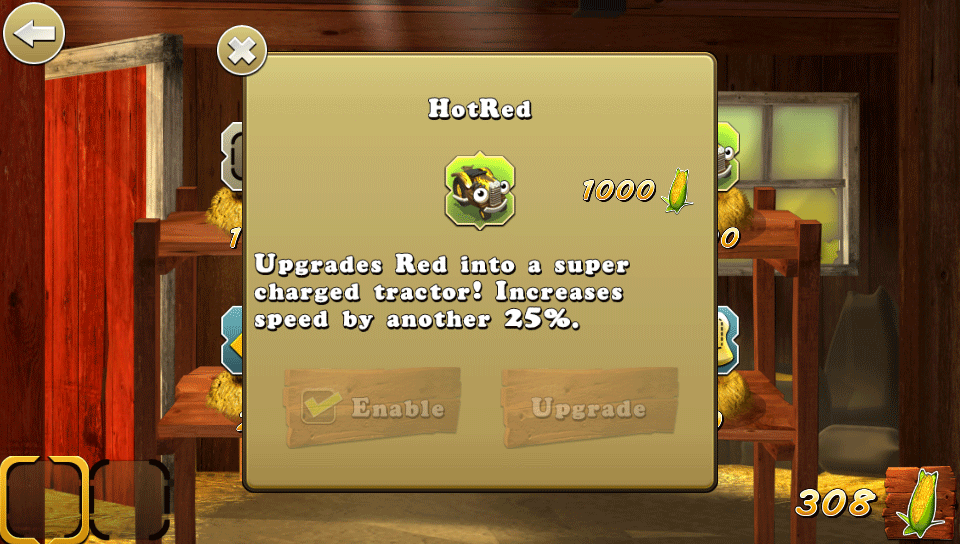 HotRed
1000
Upgrades Red into a super
charged tractor! Increases
speed by another 25%.
Enable
Upgrade
308